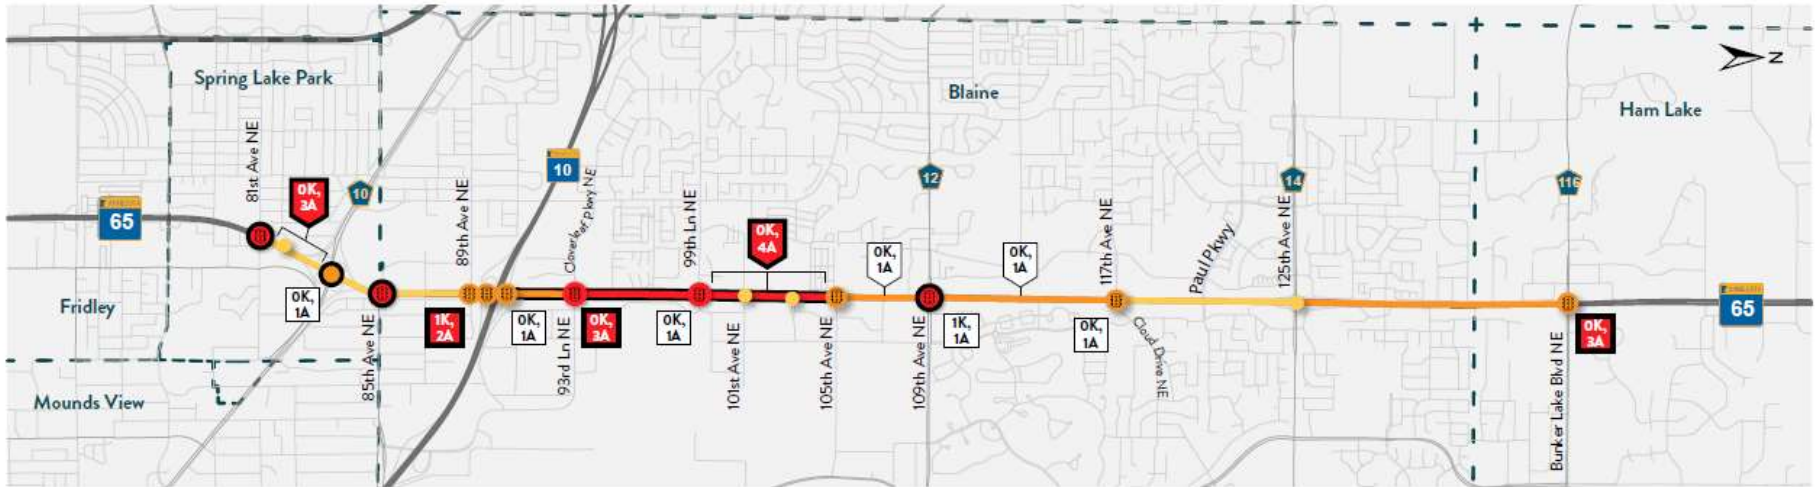 Spring Lake Park
Blaine
Ham Lake
N
81st Ave NE
0K,
3A
10
65
89th Ave NE
10
Cloverleaf Pkwy NE
99th Ln NE
0K,
4A
12
0K,
1A
0K,
1A
117th Ave NE
Paul Pkwy
125th Ave NE
14
116
Fridley
0K,
1A
85th Ave NE
1K,
2A
0K,
1A
93rd Ln NE
0K,
3A
0K,
1A
101st Ave NE
105th Ave NE
109th Ave NE
1K,
1A
0K,
1A
Cloud Drive NE
Bunker Lake Blvd NE
0K,
3A
65
Mounds View